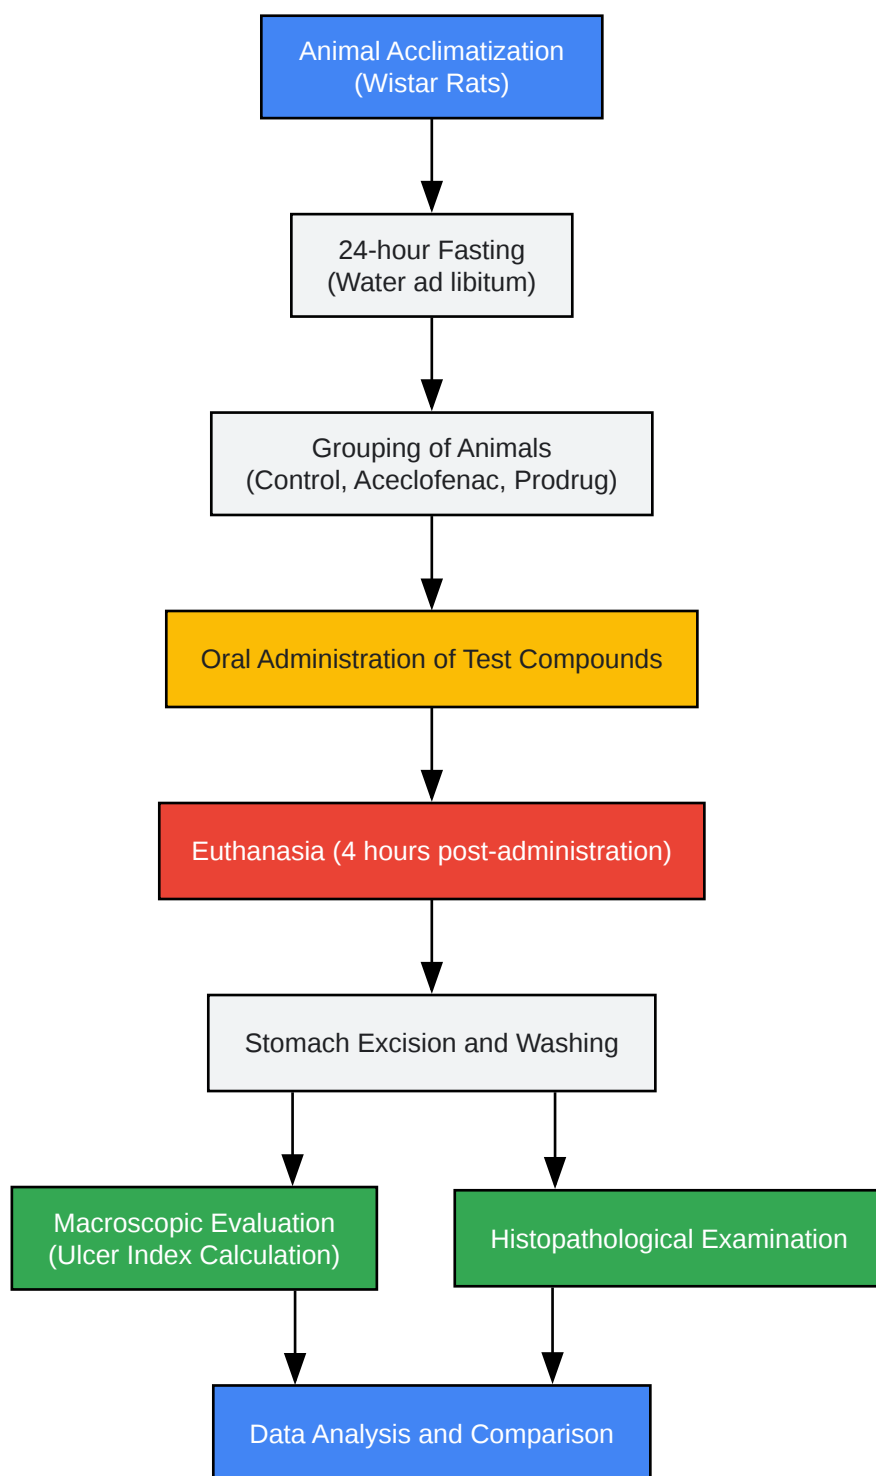 Animal Acclimatization
(Wistar Rats)
24-hour Fasting
(Water ad libitum)
Grouping of Animals
(Control, Aceclofenac, Prodrug)
Oral Administration of Test Compounds
Euthanasia (4 hours post-administration)
Stomach Excision and Washing
Macroscopic Evaluation
(Ulcer Index Calculation)
Histopathological Examination
Data Analysis and Comparison